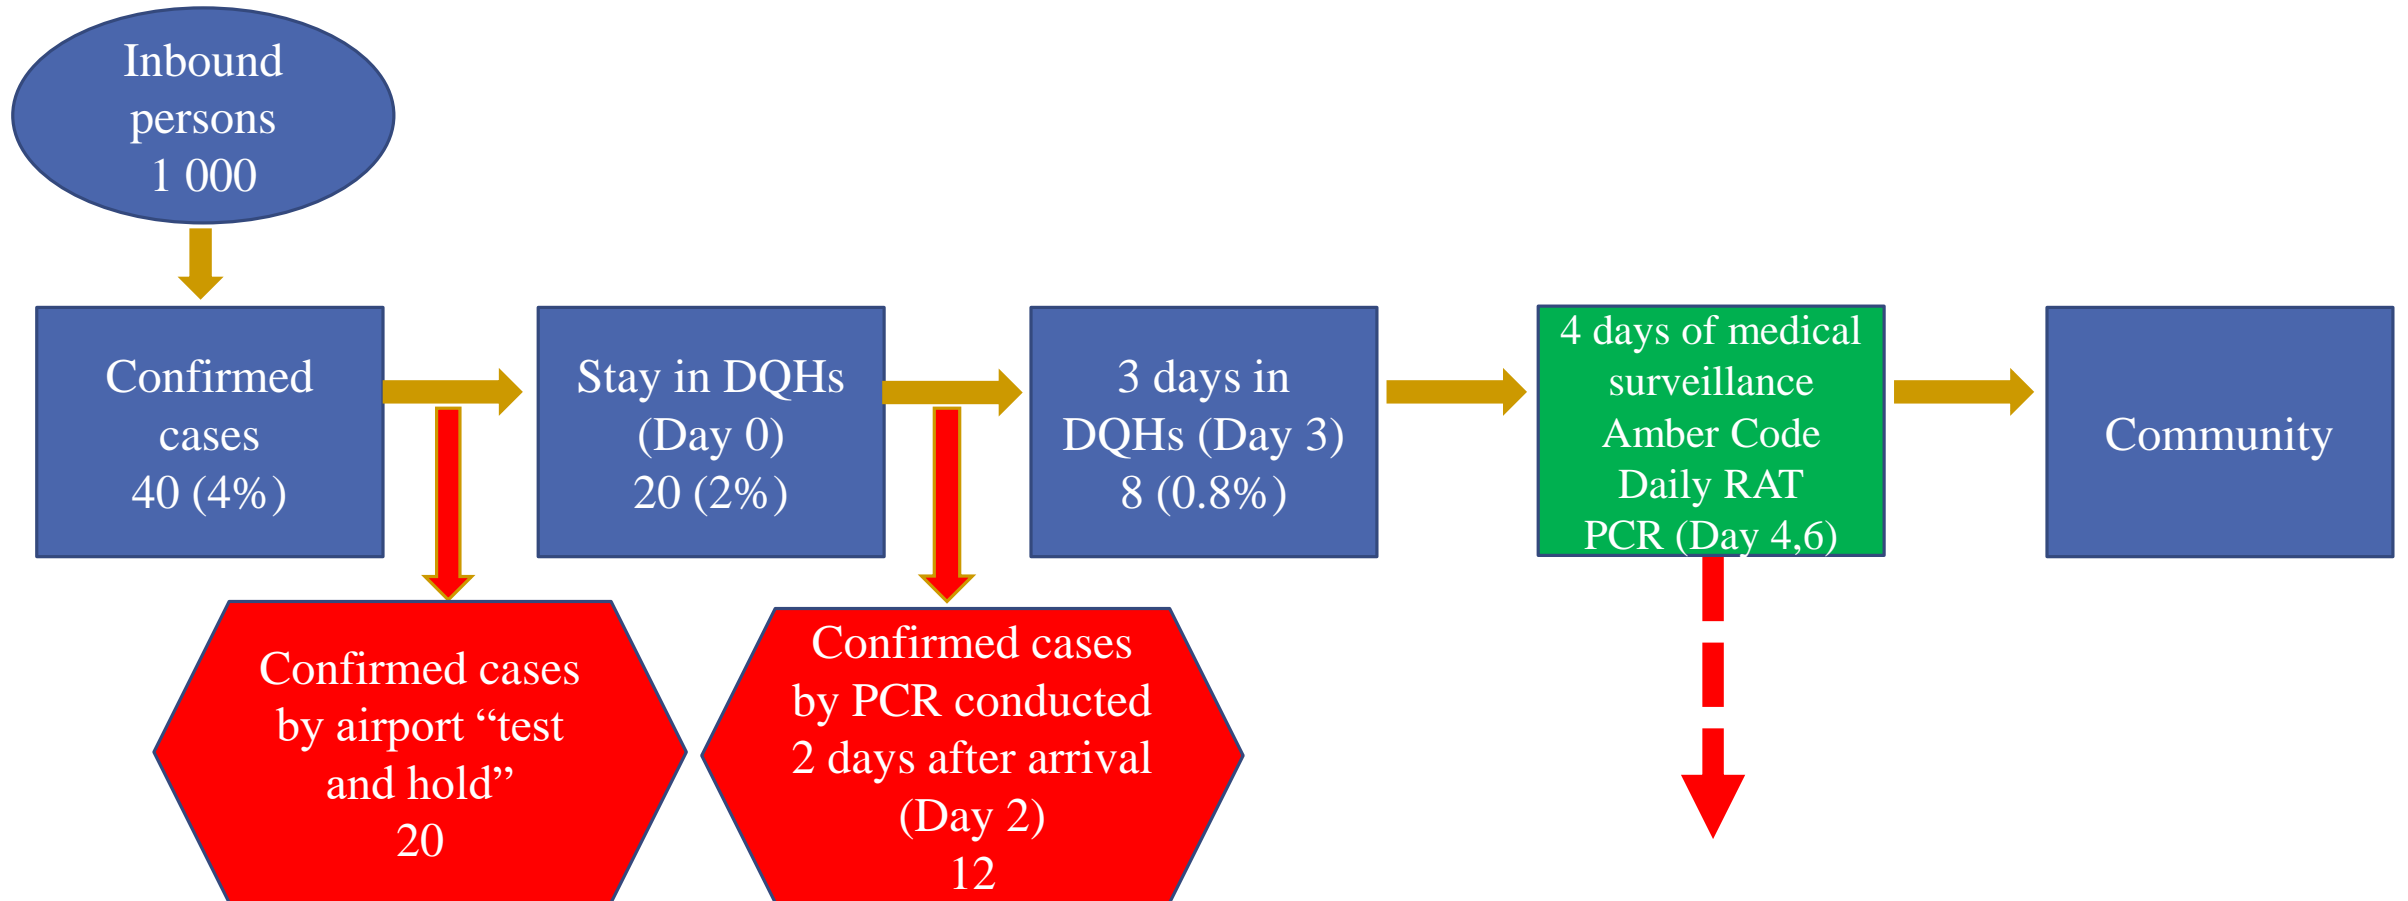 Inbound
persons
1 000
Confirmed
cases
40 (4%)
Stay in DQHs
(Day 0)
20 (2%)
3 days in
DQHs (Day 3)
8 (0.8%)
4 days of medical
surveillance
Amber Code
Daily RAT
PCR (Day 4,6)
Community
Confirmed cases
by airport “test
and hold”
20
Confirmed cases
by PCR conducted
2 days after arrival
(Day 2)
12